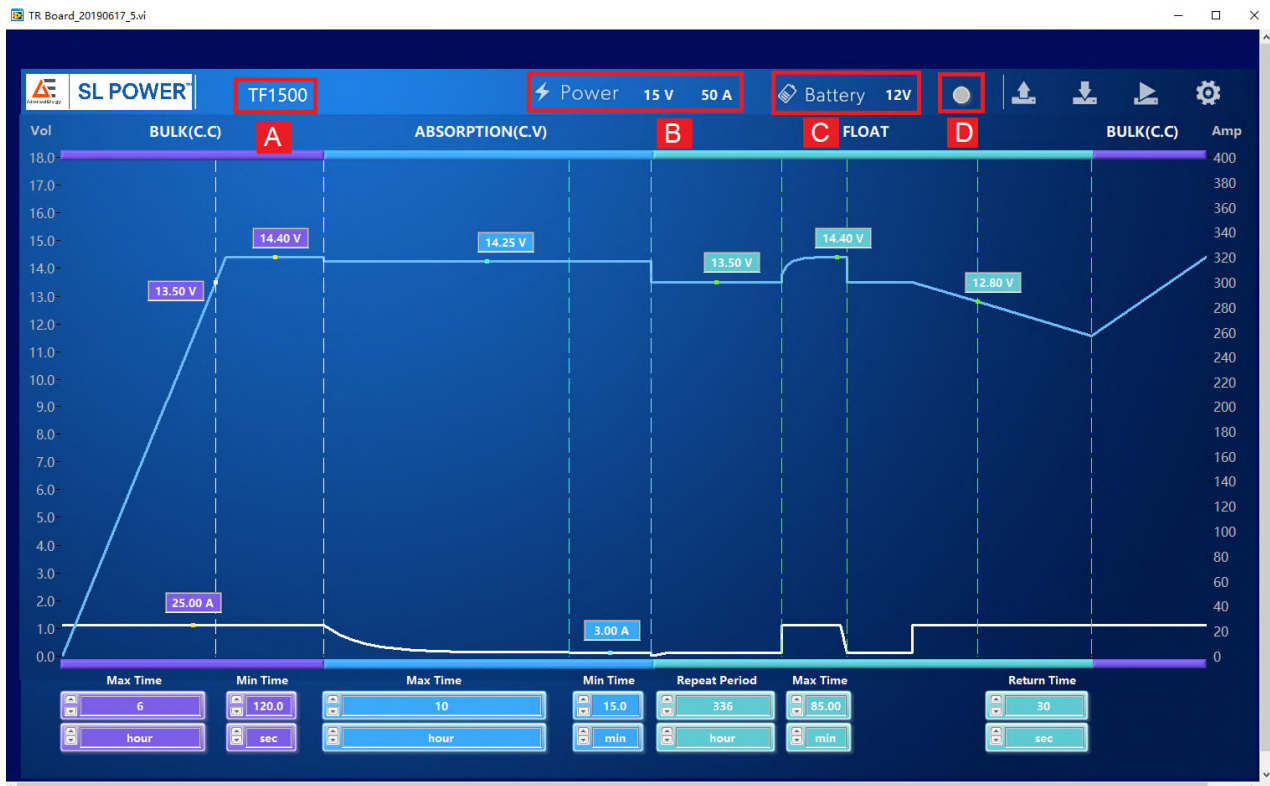 TR Board_20190617_5.vi
SL POWER™ TF1500 Power 15 V 50 A Battery 12V
A B C D
Vol BULK(C.C) ABSORPTION(C.V) FLOAT BULK(C.C) Amp
18.0 400
17.0 380
16.0 360
15.0 340
14.0 320
13.0 300
12.0 280
11.0 260
10.0 240
9.0 220
8.0 200
7.0 180
6.0 160
5.0 140
4.0 120
3.0 100
2.0 80
1.0 60
0.0 40
20
0
14.40 V
14.25 V
14.40 V
13.50 V
13.50 V
12.80 V
25.00 A
3.00 A
Max Time Min Time Max Time Min Time Repeat Period Max Time Return Time
6 120.0 10 15.0 336 85.00 30
hour sec hour min hour min sec